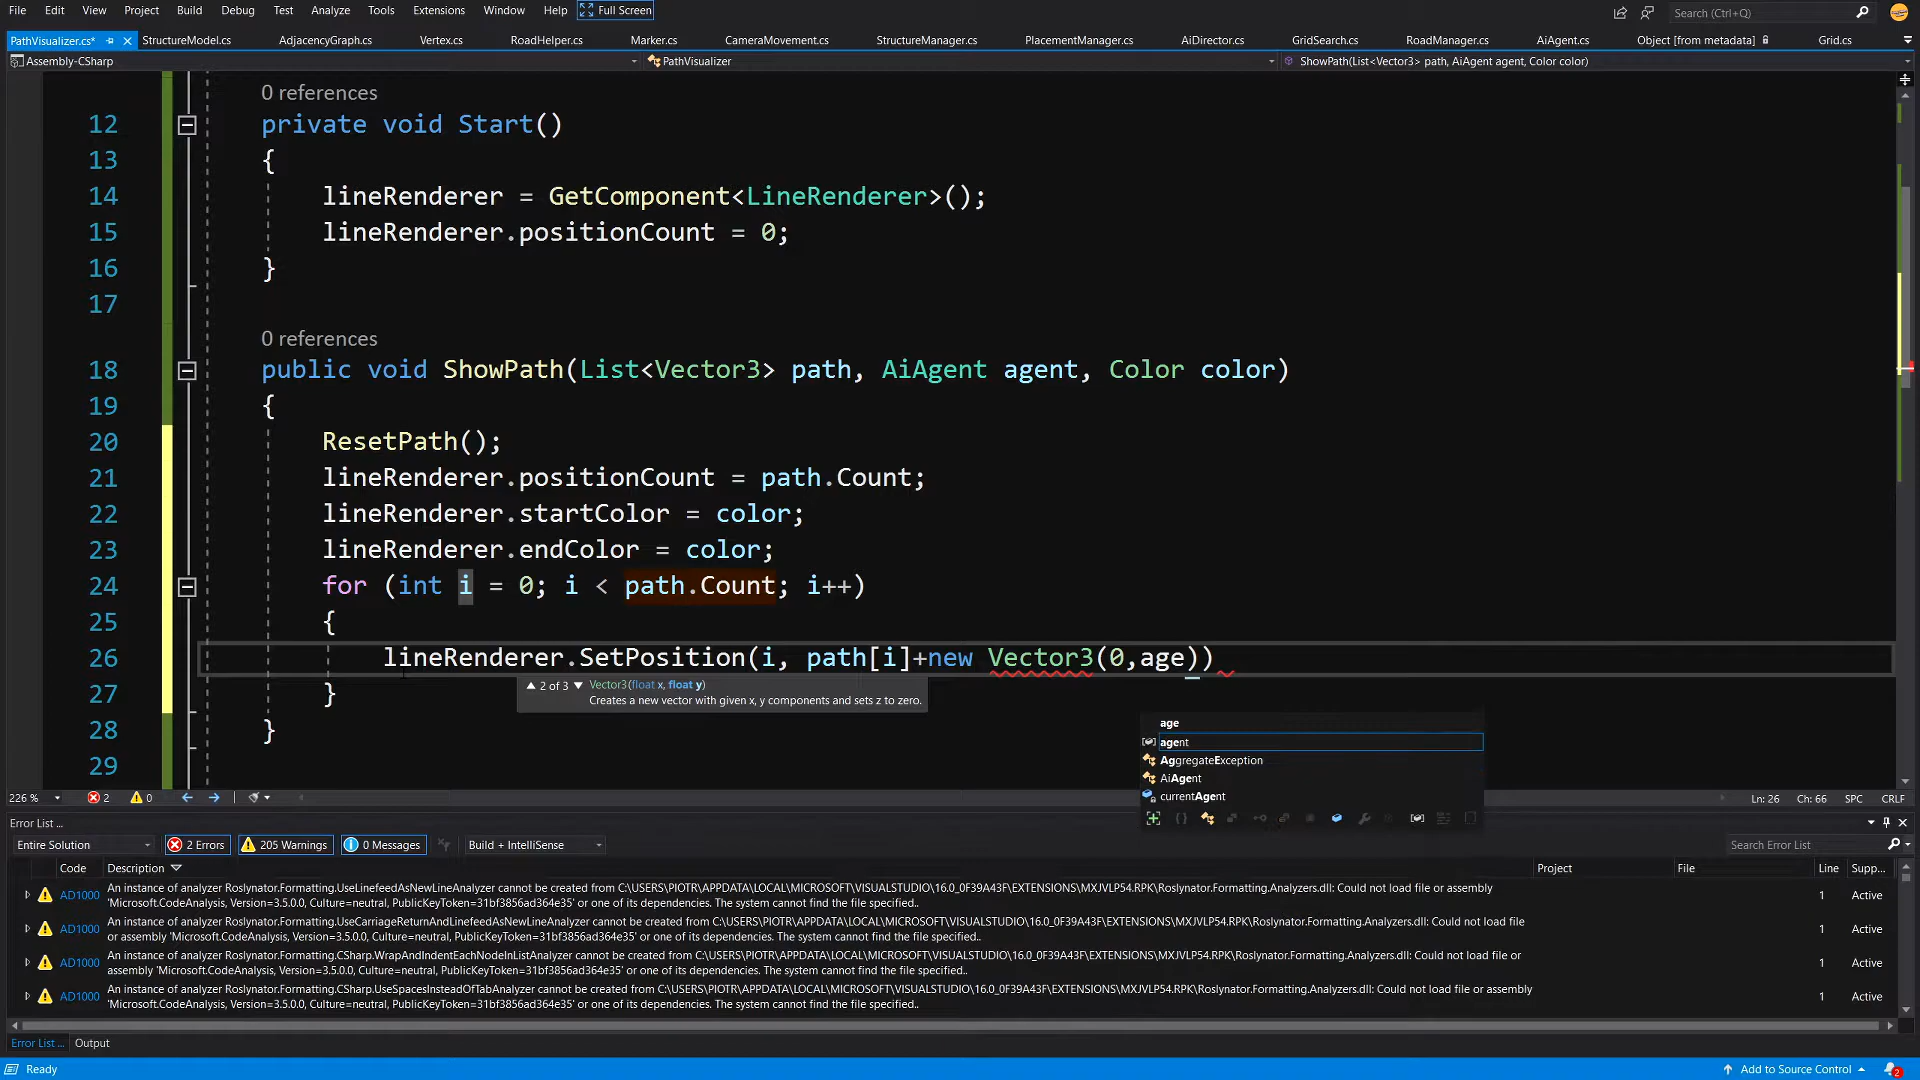 File Edit View Project Build Debug Test Analyze Tools Extensions Window Help Full Screen Search (Ctrl+Q)
PathVisualizer.cs* StructureModel.cs AdjacencyGraph.cs Vertex.cs RoadHelper.cs Marker.cs CameraMovement.cs StructureManager.cs PlacementManager.cs AiDirector.cs GridSearch.cs RoadManager.cs AiAgent.cs Object [from metadata] Grid.cs
Assembly-CSharp PathVisualizer ShowPath(List<Vector3> path, AiAgent agent, Color color)
0 references
12 private void Start()
13 {
14 lineRenderer = GetComponent<LineRenderer>();
15 lineRenderer.positionCount = 0;
16 }
17
0 references
18 public void ShowPath(List<Vector3> path, AiAgent agent, Color color)
19 {
20 ResetPath();
21 lineRenderer.positionCount = path.Count;
22 lineRenderer.startColor = color;
23 lineRenderer.endColor = color;
24 for (int i = 0; i < path.Count; i++)
25 {
26 lineRenderer.SetPosition(i, path[i]+new Vector3(0,age))
27 }
2 of 3 Vector3(float x, float y)
Creates a new vector with given x, y components and sets z to zero.
28 }
29
age
agent
AggregateException
AiAgent
currentAgent
226 % 2 0 Ln: 26 Ch: 66 SPC CRLF
Error List ...
Entire Solution 2 Errors 205 Warnings 0 Messages Build + IntelliSense Search Error List
Code Description Project File Line Supp...
AD1000 An instance of analyzer Roslynator.Formatting.UseLinefeedAsNewLineAnalyzer cannot be created from C:\USERS\PIOTR\APPDATA\LOCAL\MICROSOFT\VISUALSTUDIO\16.0_0F39A43F\EXTENSIONS\MXJVLP54.RPK\Roslynator.Formatting.Analyzers.dll: Could not load file or assembly 1 Active
'Microsoft.CodeAnalysis, Version=3.5.0.0, Culture=neutral, PublicKeyToken=31bf3856ad364e35' or one of its dependencies. The system cannot find the file specified..
AD1000 An instance of analyzer Roslynator.Formatting.UseCarriageReturnAndLinefeedAsNewLineAnalyzer cannot be created from C:\USERS\PIOTR\APPDATA\LOCAL\MICROSOFT\VISUALSTUDIO\16.0_0F39A43F\EXTENSIONS\MXJVLP54.RPK\Roslynator.Formatting.Analyzers.dll: Could not load file 1 Active
or assembly 'Microsoft.CodeAnalysis, Version=3.5.0.0, Culture=neutral, PublicKeyToken=31bf3856ad364e35' or one of its dependencies. The system cannot find the file specified..
AD1000 An instance of analyzer Roslynator.Formatting.CSharp.WrapAndIndentEachNodeInListAnalyzer cannot be created from C:\USERS\PIOTR\APPDATA\LOCAL\MICROSOFT\VISUALSTUDIO\16.0_0F39A43F\EXTENSIONS\MXJVLP54.RPK\Roslynator.Formatting.Analyzers.dll: Could not load file or 1 Active
assembly 'Microsoft.CodeAnalysis, Version=3.5.0.0, Culture=neutral, PublicKeyToken=31bf3856ad364e35' or one of its dependencies. The system cannot find the file specified..
AD1000 An instance of analyzer Roslynator.Formatting.CSharp.UseSpacesInsteadOfTabAnalyzer cannot be created from C:\USERS\PIOTR\APPDATA\LOCAL\MICROSOFT\VISUALSTUDIO\16.0_0F39A43F\EXTENSIONS\MXJVLP54.RPK\Roslynator.Formatting.Analyzers.dll: Could not load file or assembly 1 Active
'Microsoft.CodeAnalysis, Version=3.5.0.0, Culture=neutral, PublicKeyToken=31bf3856ad364e35' or one of its dependencies. The system cannot find the file specified..
Error List ... Output
Ready Add to Source Control 2